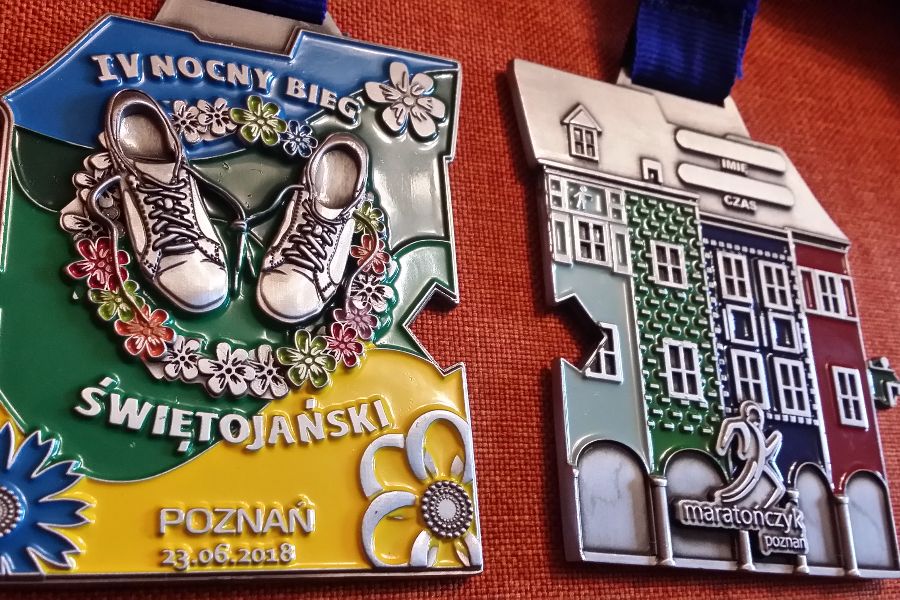 IV NOCNY BIEG
ŚWIĘTOJAŃSKI
POZNAŃ
23.06.2018
IMIĘ
CZAS
maratończyk
poznań